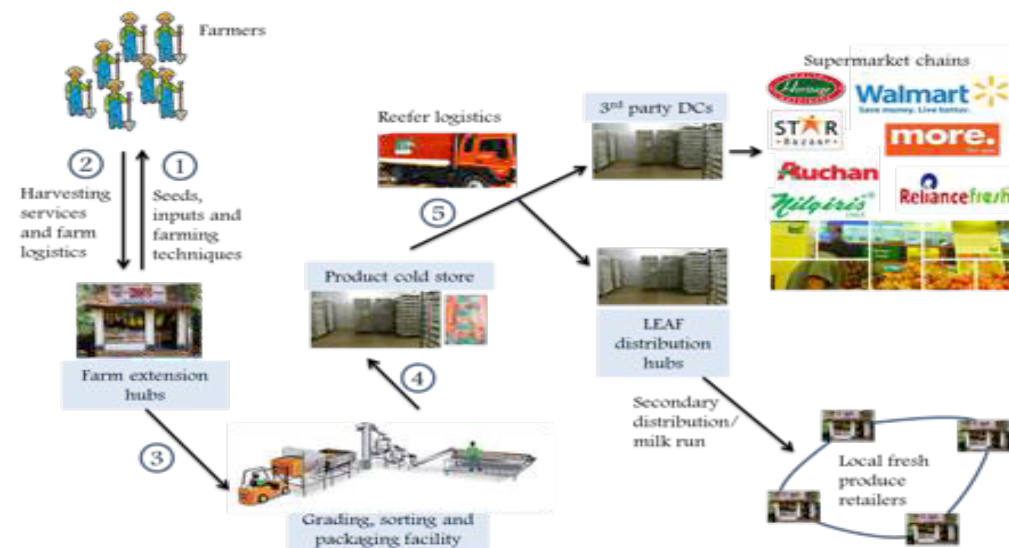 Farmers
②
①
Harvesting
services
and farm
logistics
Seeds,
inputs and
farming
techniques
Farm extension
hubs
③
Grading, sorting and
packaging facility
④
Product cold store
⑤
Reefer logistics
3rd party DCs
Supermarket chains
Heritage
Walmart
Save money. Live better.
STAR
Bazaar
more.
Auchan
Nilgiris
Reliancefresh
LEAF
distribution
hubs
Secondary
distribution/
milk run
Local fresh
produce
retailers